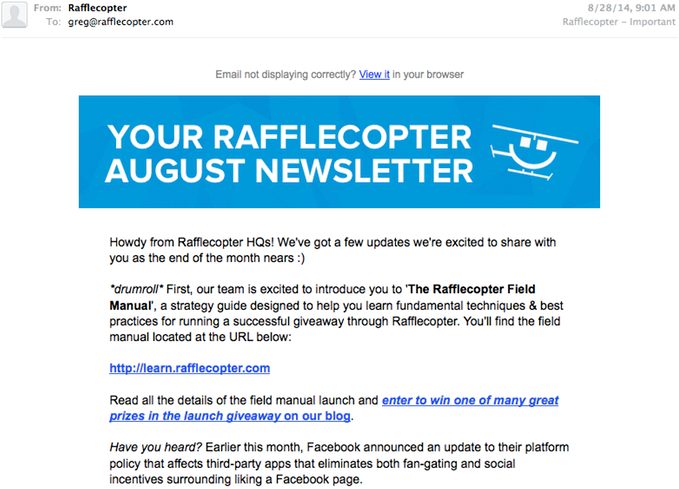 From: Rafflecopter
8/28/14, 9:01 AM
To: greg@rafflecopter.com
Rafflecopter – Important
Email not displaying correctly? View it in your browser
YOUR RAFFLECOPTER
AUGUST NEWSLETTER
Howdy from Rafflecopter HQs! We've got a few updates we're excited to share with
you as the end of the month nears :)
*drumroll* First, our team is excited to introduce you to 'The Rafflecopter Field
Manual', a strategy guide designed to help you learn fundamental techniques & best
practices for running a successful giveaway through Rafflecopter. You'll find the field
manual located at the URL below:
http://learn.rafflecopter.com
Read all the details of the field manual launch and enter to win one of many great
prizes in the launch giveaway on our blog.
Have you heard? Earlier this month, Facebook announced an update to their platform
policy that affects third-party apps that eliminates both fan-gating and social
incentives surrounding liking a Facebook page.